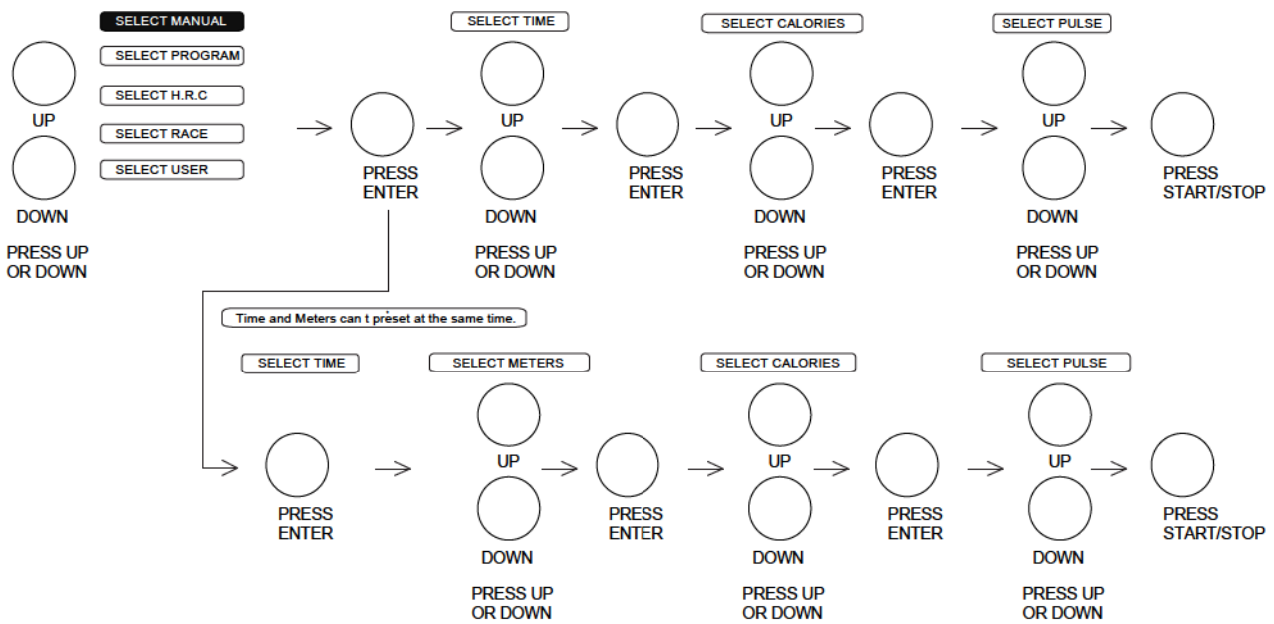 SELECT MANUAL
SELECT PROGRAM
SELECT H.R.C
SELECT RACE
SELECT USER
UP
DOWN
PRESS UP
OR DOWN
PRESS
ENTER
SELECT TIME
UP
DOWN
PRESS UP
OR DOWN
PRESS
ENTER
SELECT CALORIES
UP
DOWN
PRESS UP
OR DOWN
PRESS
ENTER
SELECT PULSE
UP
DOWN
PRESS UP
OR DOWN
PRESS
START/STOP
Time and Meters can t preset at the same time.
SELECT TIME
PRESS
ENTER
SELECT METERS
UP
DOWN
PRESS UP
OR DOWN
PRESS
ENTER
SELECT CALORIES
UP
DOWN
PRESS UP
OR DOWN
PRESS
ENTER
SELECT PULSE
UP
DOWN
PRESS UP
OR DOWN
PRESS
START/STOP